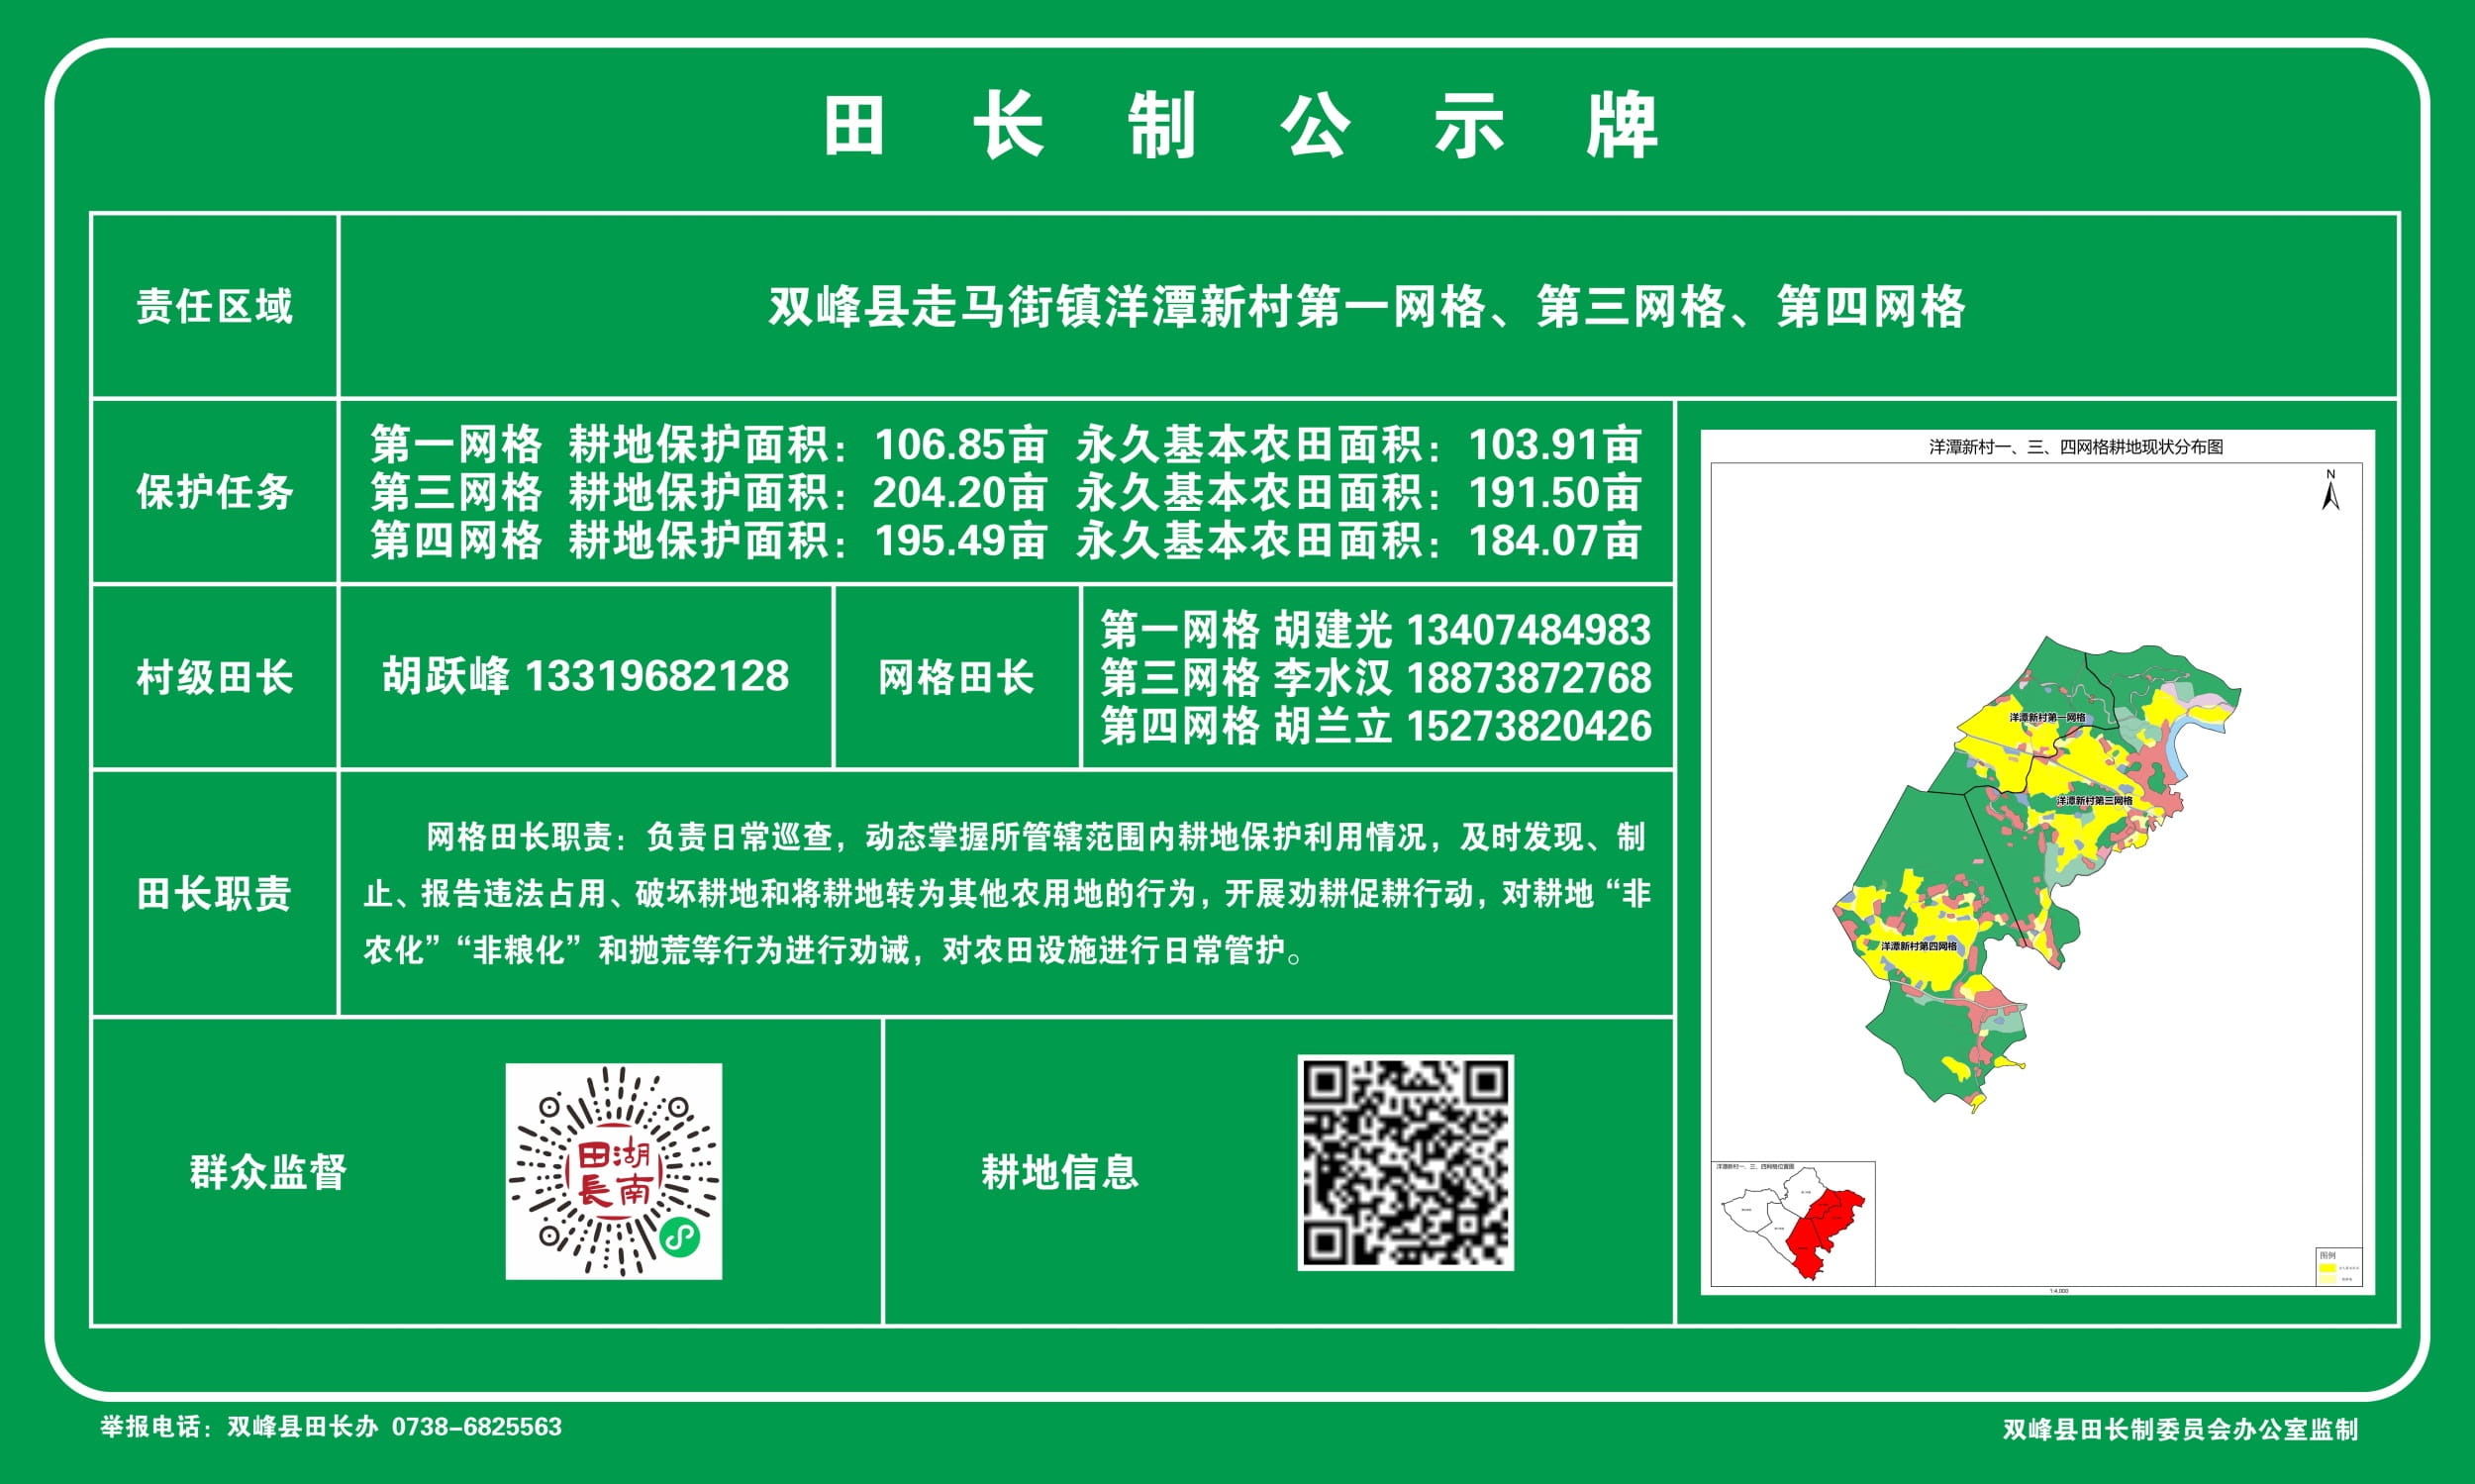 田长制公示牌
责任区域
双峰县走马街镇洋潭新村第一网格、第三网格、第四网格
保护任务
第一网格 耕地保护面积：106.85亩 永久基本农田面积：103.91亩
第三网格 耕地保护面积：204.20亩 永久基本农田面积：191.50亩
第四网格 耕地保护面积：195.49亩 永久基本农田面积：184.07亩
村级田长
胡跃峰 13319682128
网格田长
第一网格 胡建光 13407484983
第三网格 李水汉 18873872768
第四网格 胡兰立 15273820426
田长职责
网格田长职责：负责日常巡查，动态掌握所管辖范围内耕地保护利用情况，及时发现、制
止、报告违法占用、破坏耕地和将耕地转为其他农用地的行为，开展劝耕促耕行动，对耕地“非
农化”“非粮化”和抛荒等行为进行劝诫，对农田设施进行日常管护。
群众监督
湖南
田長
耕地信息
洋潭新村一、三、四网格耕地现状分布图
N
洋潭新村第一网格
洋潭新村第三网格
洋潭新村第四网格
洋潭新村一、三、四网格位置图
图例
1:4,000
举报电话：双峰县田长办 0738-6825563
双峰县田长制委员会办公室监制